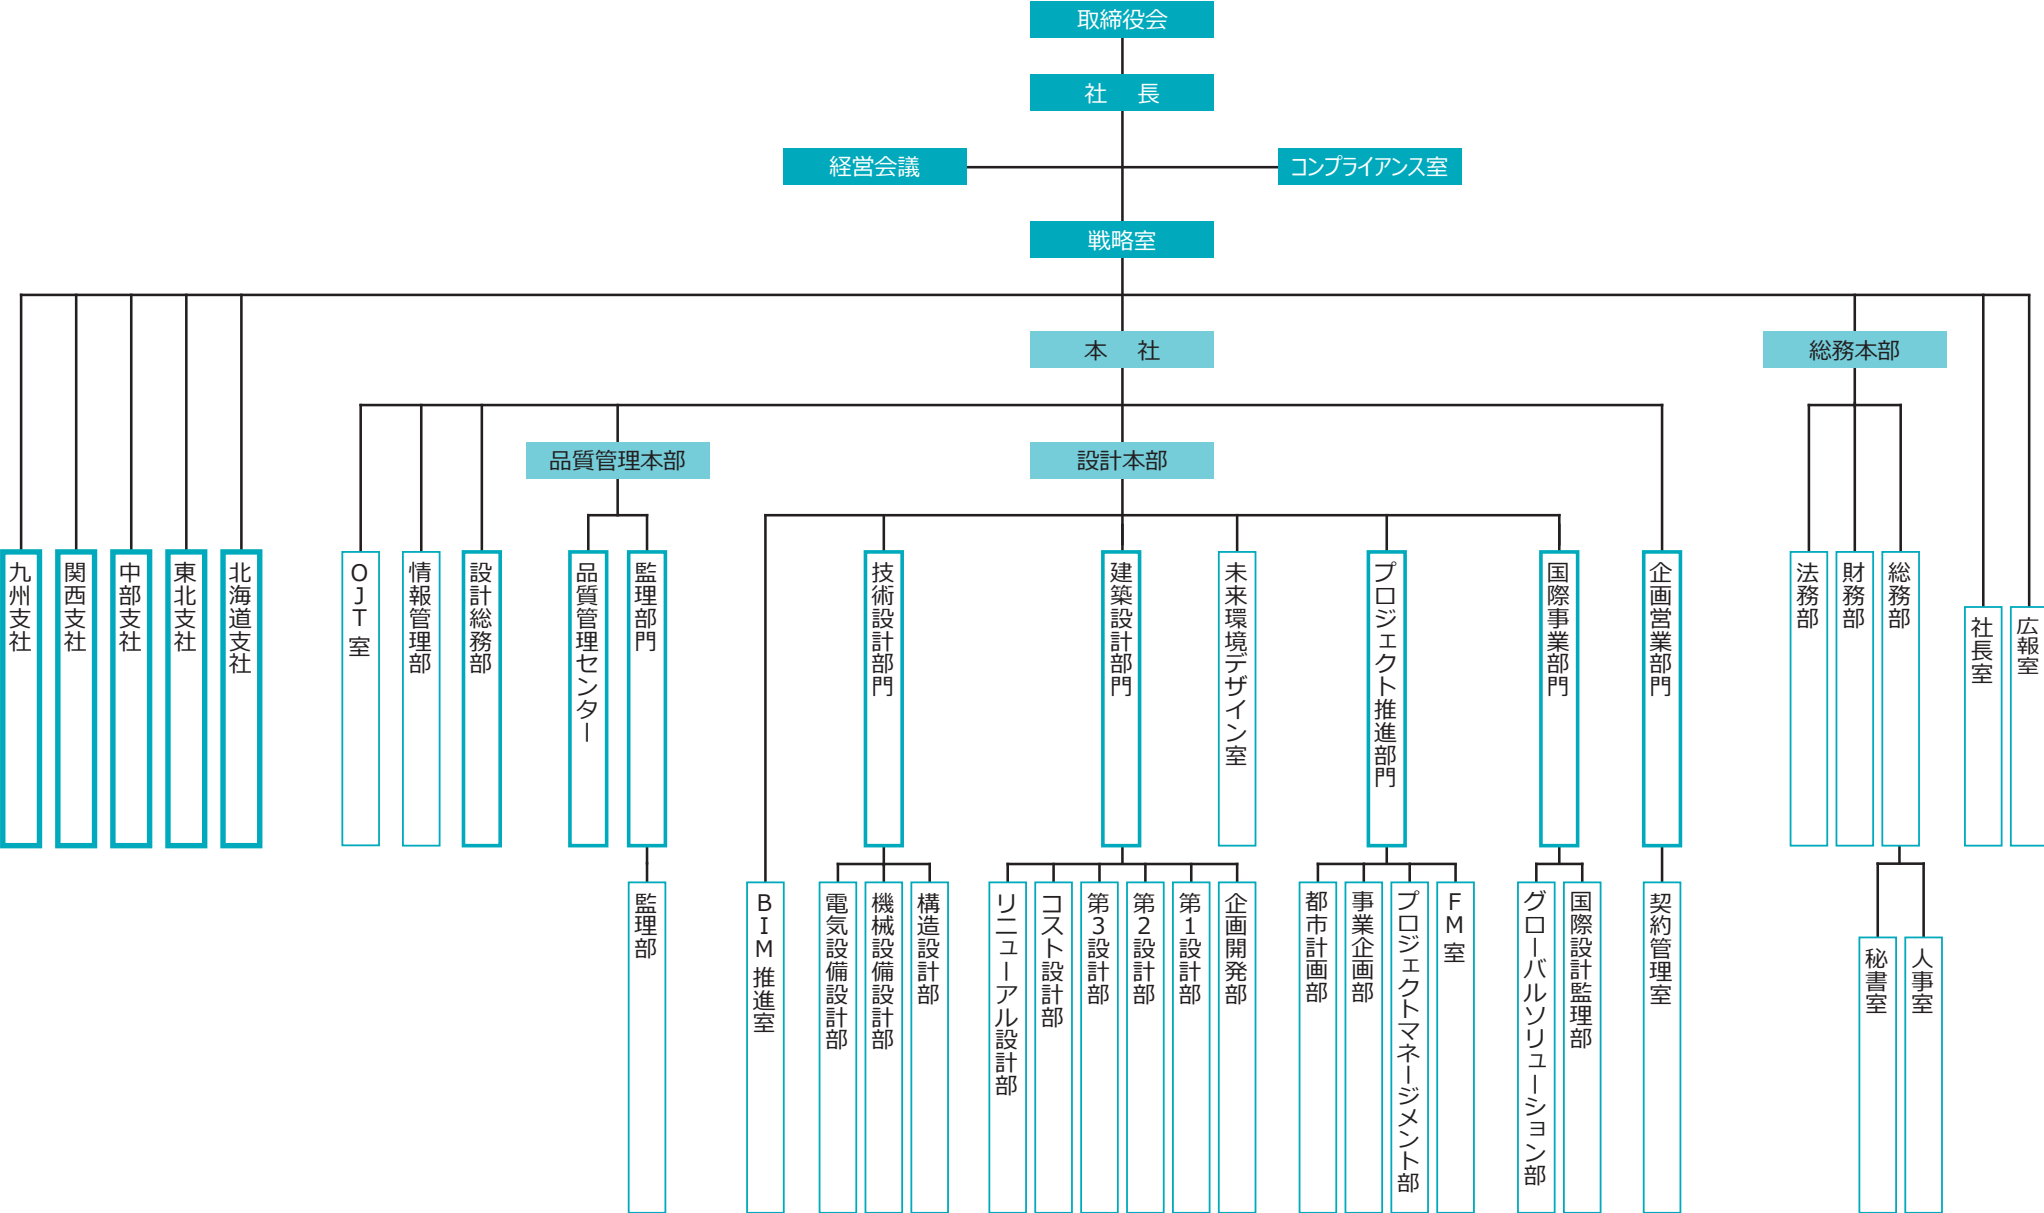 取締役会
社　長
経営会議
コンプライアンス室
戦略室
本　社
総務本部
品質管理本部
設計本部
九州支社
関西支社
中部支社
東北支社
北海道支社
OJT室
情報管理部
設計総務部
品質管理センター
監理部門
技術設計部門
建築設計部門
未来環境デザイン室
プロジェクト推進部門
国際事業部門
企画営業部門
法務部
財務部
総務部
社長室
広報室
監理部
BIM推進室
電気設備設計部
機械設備設計部
構造設計部
リニューアル設計部
コスト設計部
第3設計部
第2設計部
第1設計部
企画開発部
都市計画部
事業企画部
プロジェクトマネージメント部
FM室
グローバルソリューション部
国際設計監理部
契約管理室
秘書室
人事室